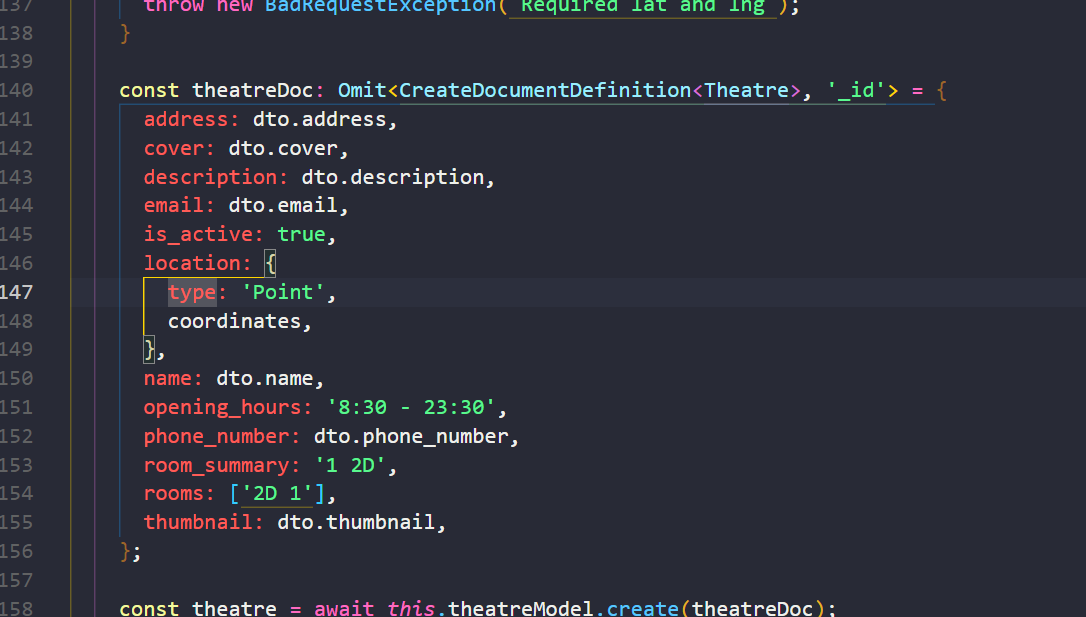 137 throw new BadRequestException(`Required lat and lng`);
138 }
139
140 const theatreDoc: Omit<CreateDocumentDefinition<Theatre>, '_id'> = {
141 address: dto.address,
142 cover: dto.cover,
143 description: dto.description,
144 email: dto.email,
145 is_active: true,
146 location: {
147 type: 'Point',
148 coordinates,
149 },
150 name: dto.name,
151 opening_hours: '8:30 - 23:30',
152 phone_number: dto.phone_number,
153 room_summary: '1 2D',
154 rooms: ['2D 1'],
155 thumbnail: dto.thumbnail,
156 };
157
158 const theatre = await this.theatreModel.create(theatreDoc);